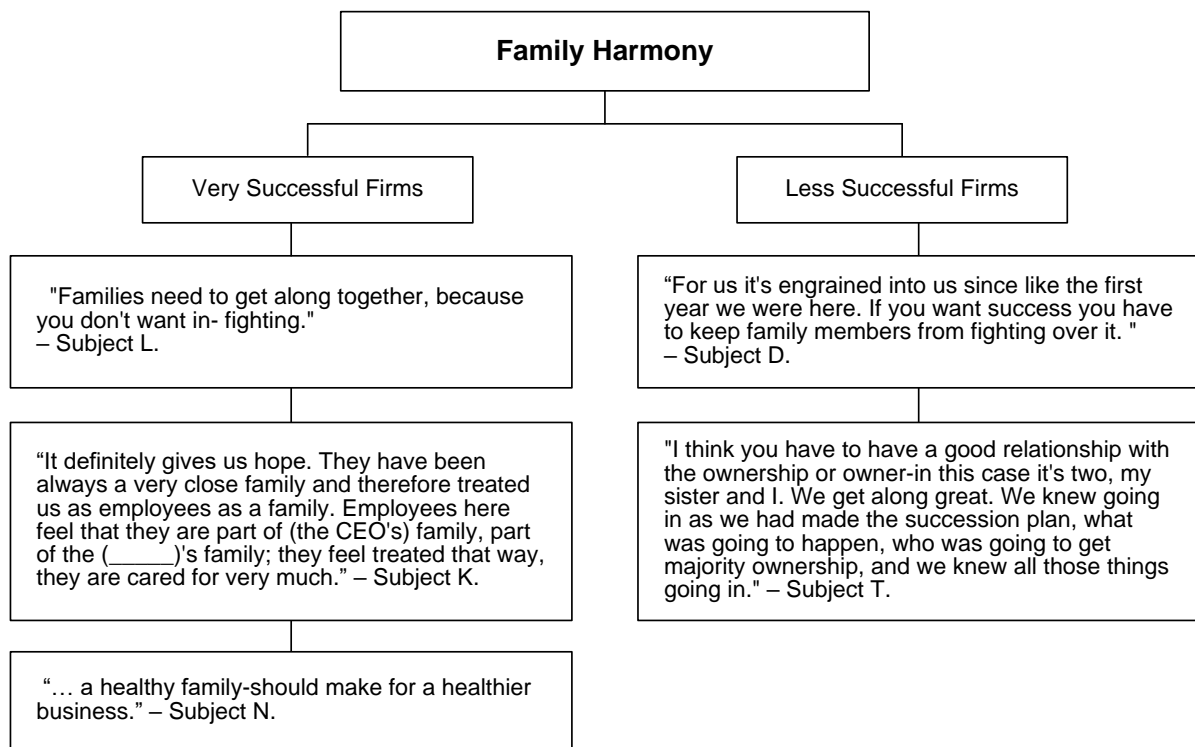 Family Harmony
Very Successful Firms
Less Successful Firms
"Families need to get along together, because
you don't want in- fighting."
– Subject L.
“For us it's engrained into us since like the first
year we were here. If you want success you have
to keep family members from fighting over it. "
– Subject D.
“It definitely gives us hope. They have been
always a very close family and therefore treated
us as employees as a family. Employees here
feel that they are part of (the CEO's) family, part
of the (_____)'s family; they feel treated that way,
they are cared for very much.” – Subject K.
"I think you have to have a good relationship with
the ownership or owner-in this case it's two, my
sister and I. We get along great. We knew going
in as we had made the succession plan, what
was going to happen, who was going to get
majority ownership, and we knew all those things
going in." – Subject T.
“… a healthy family-should make for a healthier
business.” – Subject N.